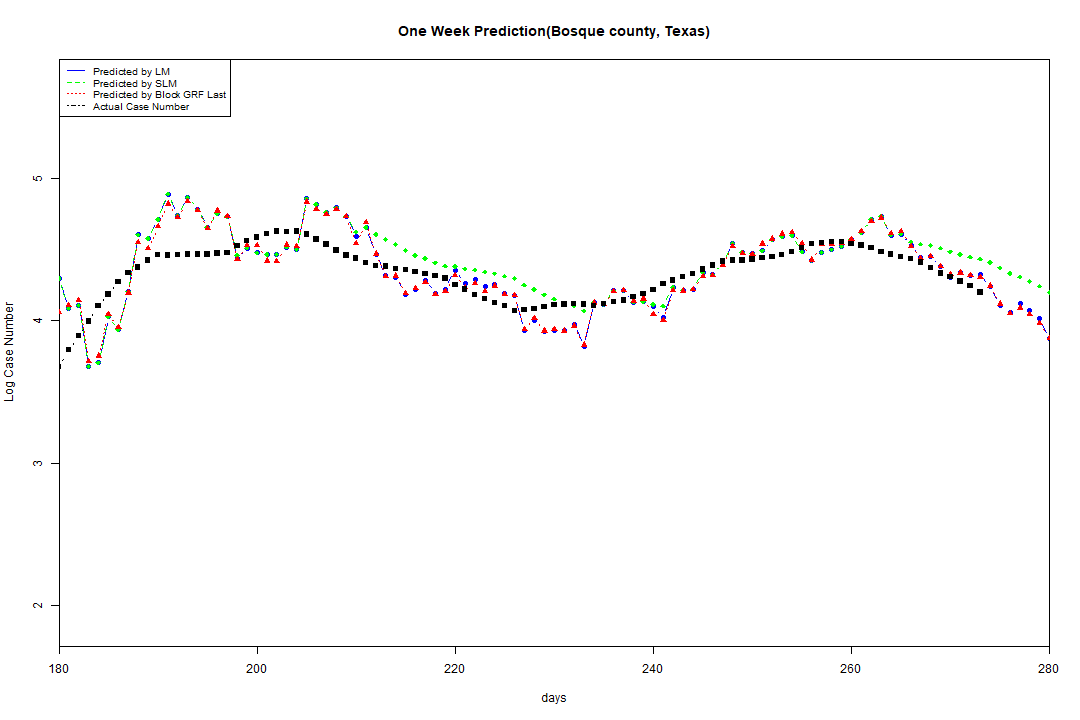 One Week Prediction(Bosque county, Texas)
Predicted by LM
Predicted by SLM
Predicted by Block GRF Last
Actual Case Number
5
4
3
2
Log Case Number
180 200 220 240 260 280
days